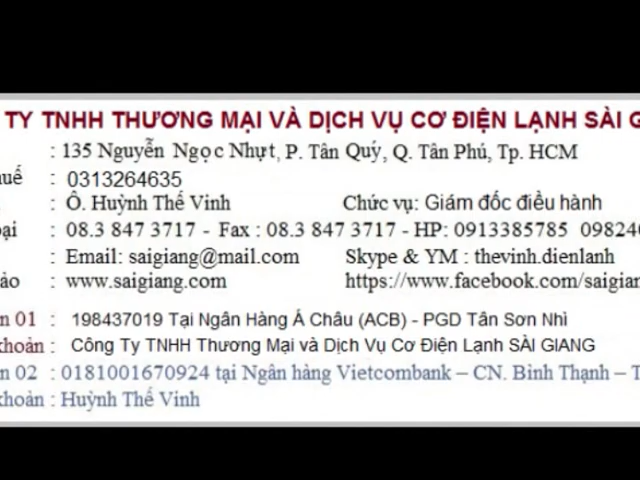 TY TNHH THƯƠNG MẠI VÀ DỊCH VỤ CƠ ĐIỆN LẠNH SÀI G
: 135 Nguyễn Ngọc Nhựt, P. Tân Quý, Q. Tân Phú, Tp. HCM
uế : 0313264635
: Ô. Huỳnh Thế Vinh Chức vụ: Giám đốc điều hành
ại : 08.3 847 3717 - Fax : 08.3 847 3717 - HP: 0913385785 098246
: Email: saigiang@mail.com Skype & YM : thevinh.dienlanh
ảo : www.saigiang.com https://www.facebook.com/saigian
n 01 : 198437019 Tại Ngân Hàng Á Châu (ACB) - PGD Tân Sơn Nhì
khoản : Công Ty TNHH Thương Mại và Dịch Vụ Cơ Điện Lạnh SÀI GIANG
n 02 : 0181001670924 tại Ngân hàng Vietcombank – CN. Bình Thạnh – T
khoản : Huỳnh Thế Vinh